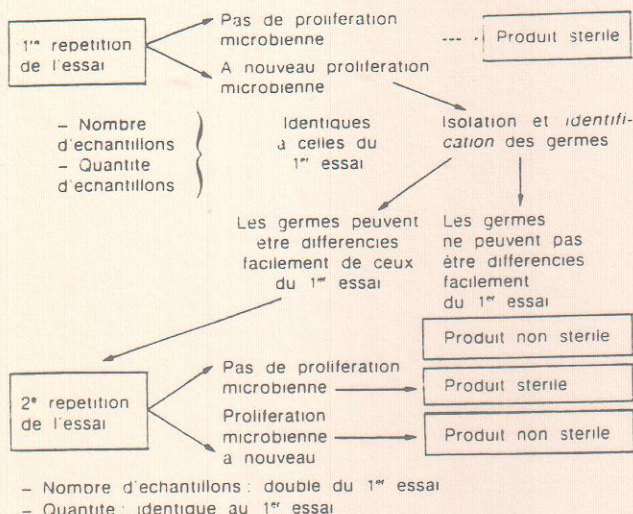 1re repetition
de l'essai
Pas de proliferation
microbienne
Produit sterile
A nouveau proliferation
microbienne
– Nombre
d'echantillons
– Quantite
d'echantillons
Identiques
a celles du
1er essai
Isolation et identifi-
cation des germes
Les germes peuvent
etre differencies
facilement de ceux
du 1er essai
Les germes
ne peuvent pas
être differencies
facilement
du 1er essai
Produit non sterile
2e repetition
de l'essai
Pas de proliferation
microbienne
Produit sterile
Proliferation
microbienne
a nouveau
Produit non sterile
– Nombre d'echantillons : double du 1er essai
– Quantite : identique au 1er essai